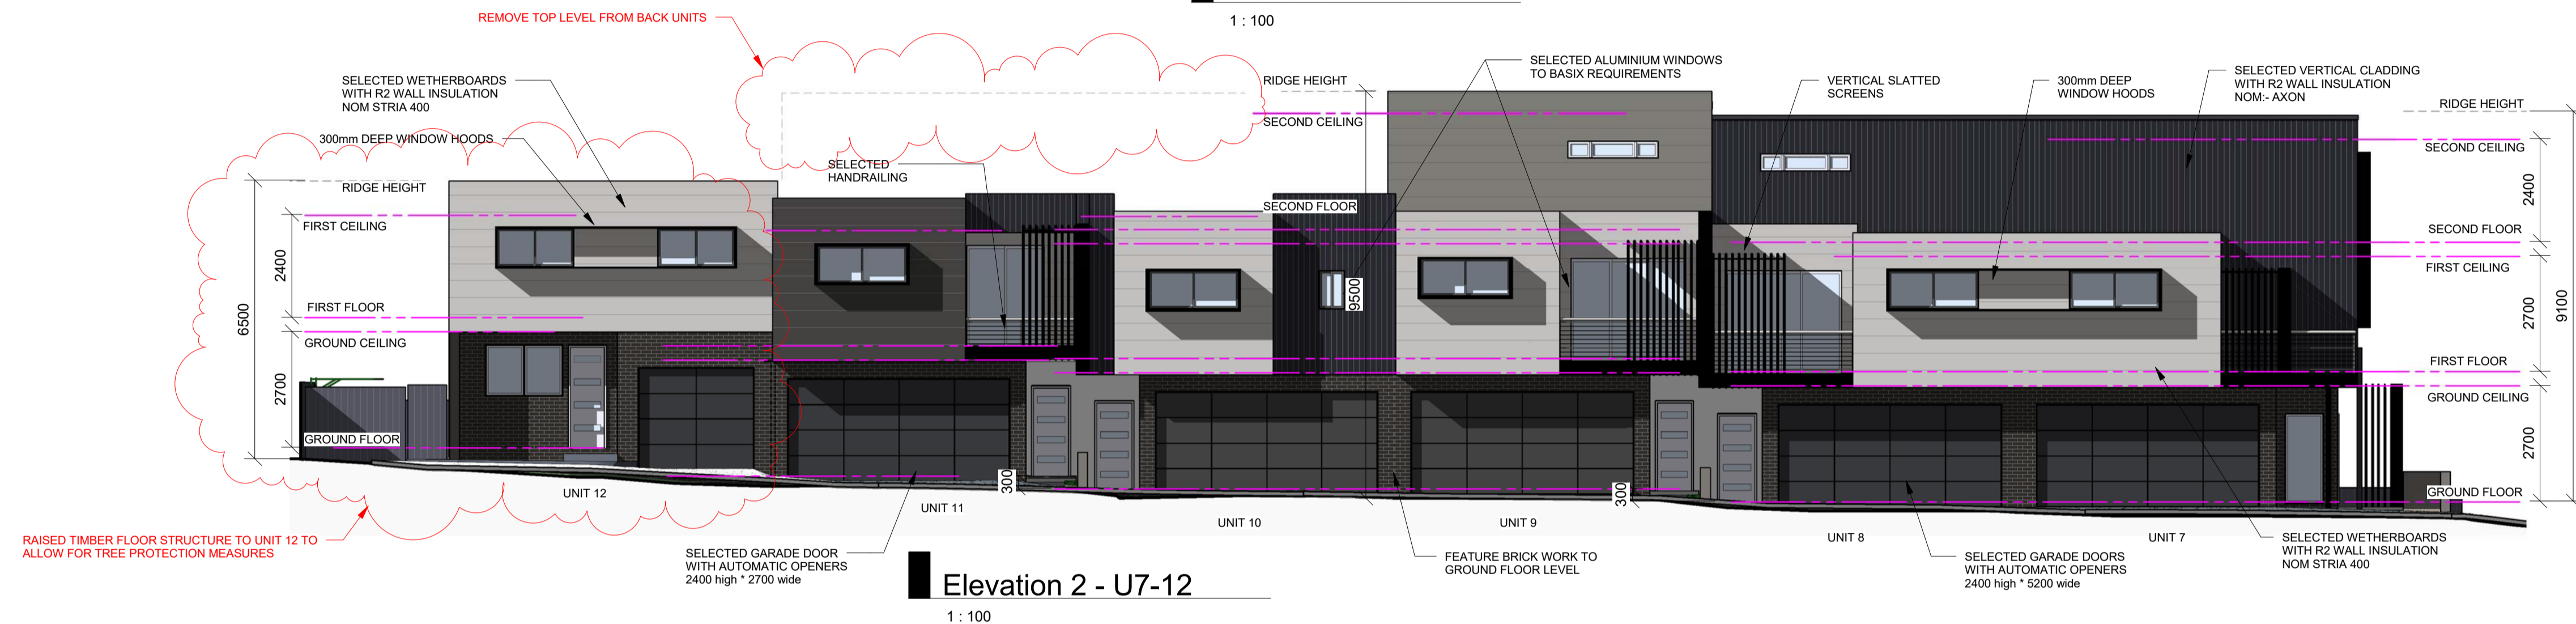 1 : 100
REMOVE TOP LEVEL FROM BACK UNITS
SELECTED WETHERBOARDS
WITH R2 WALL INSULATION
NOM STRIA 400
300mm DEEP WINDOW HOODS
RIDGE HEIGHT
FIRST CEILING
FIRST FLOOR
GROUND CEILING
GROUND FLOOR
6500
2400
2700
SELECTED
HANDRAILING
RIDGE HEIGHT
SECOND CEILING
SECOND FLOOR
9500
SELECTED ALUMINIUM WINDOWS
TO BASIX REQUIREMENTS
VERTICAL SLATTED
SCREENS
300mm DEEP
WINDOW HOODS
SELECTED VERTICAL CLADDING
WITH R2 WALL INSULATION
NOM:- AXON
RIDGE HEIGHT
SECOND CEILING
SECOND FLOOR
FIRST CEILING
FIRST FLOOR
GROUND CEILING
GROUND FLOOR
2400
2700
2700
9100
300
300
UNIT 12
UNIT 11
UNIT 10
UNIT 9
UNIT 8
UNIT 7
RAISED TIMBER FLOOR STRUCTURE TO UNIT 12 TO
ALLOW FOR TREE PROTECTION MEASURES
SELECTED GARADE DOOR
WITH AUTOMATIC OPENERS
2400 high * 2700 wide
FEATURE BRICK WORK TO
GROUND FLOOR LEVEL
SELECTED GARADE DOORS
WITH AUTOMATIC OPENERS
2400 high * 5200 wide
SELECTED WETHERBOARDS
WITH R2 WALL INSULATION
NOM STRIA 400
Elevation 2 - U7-12
1 : 100